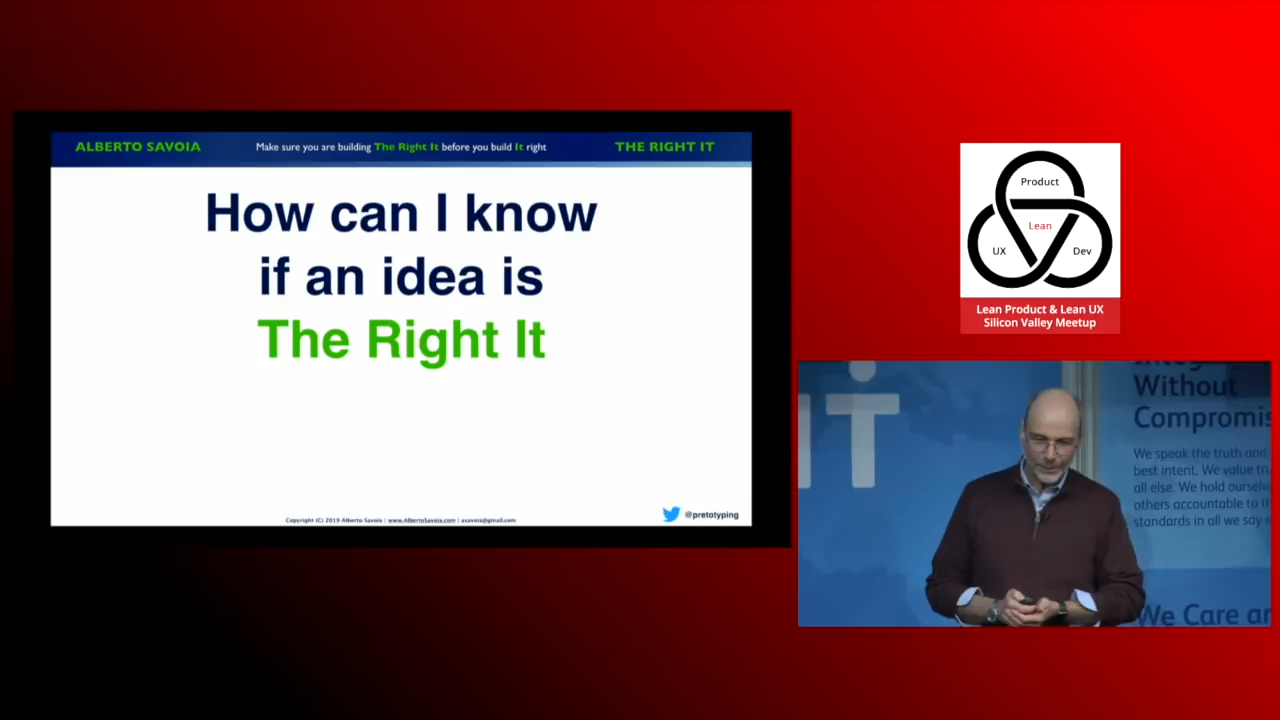 ALBERTO SAVOIA
Make sure you are building The Right It before you build It right
THE RIGHT IT
How can I know
if an idea is
The Right It
Copyright (C) 2019 Alberto Savoia | www.AlbertoSavoia.com | asavoia@gmail.com
@pretotyping
Product
Lean
UX
Dev
Lean Product & Lean UX
Silicon Valley Meetup
IT
Without
Compromis
We speak the truth and
best intent. We value tru
all else. We hold ourselve
others accountable to th
standards in all we say a
We Care an